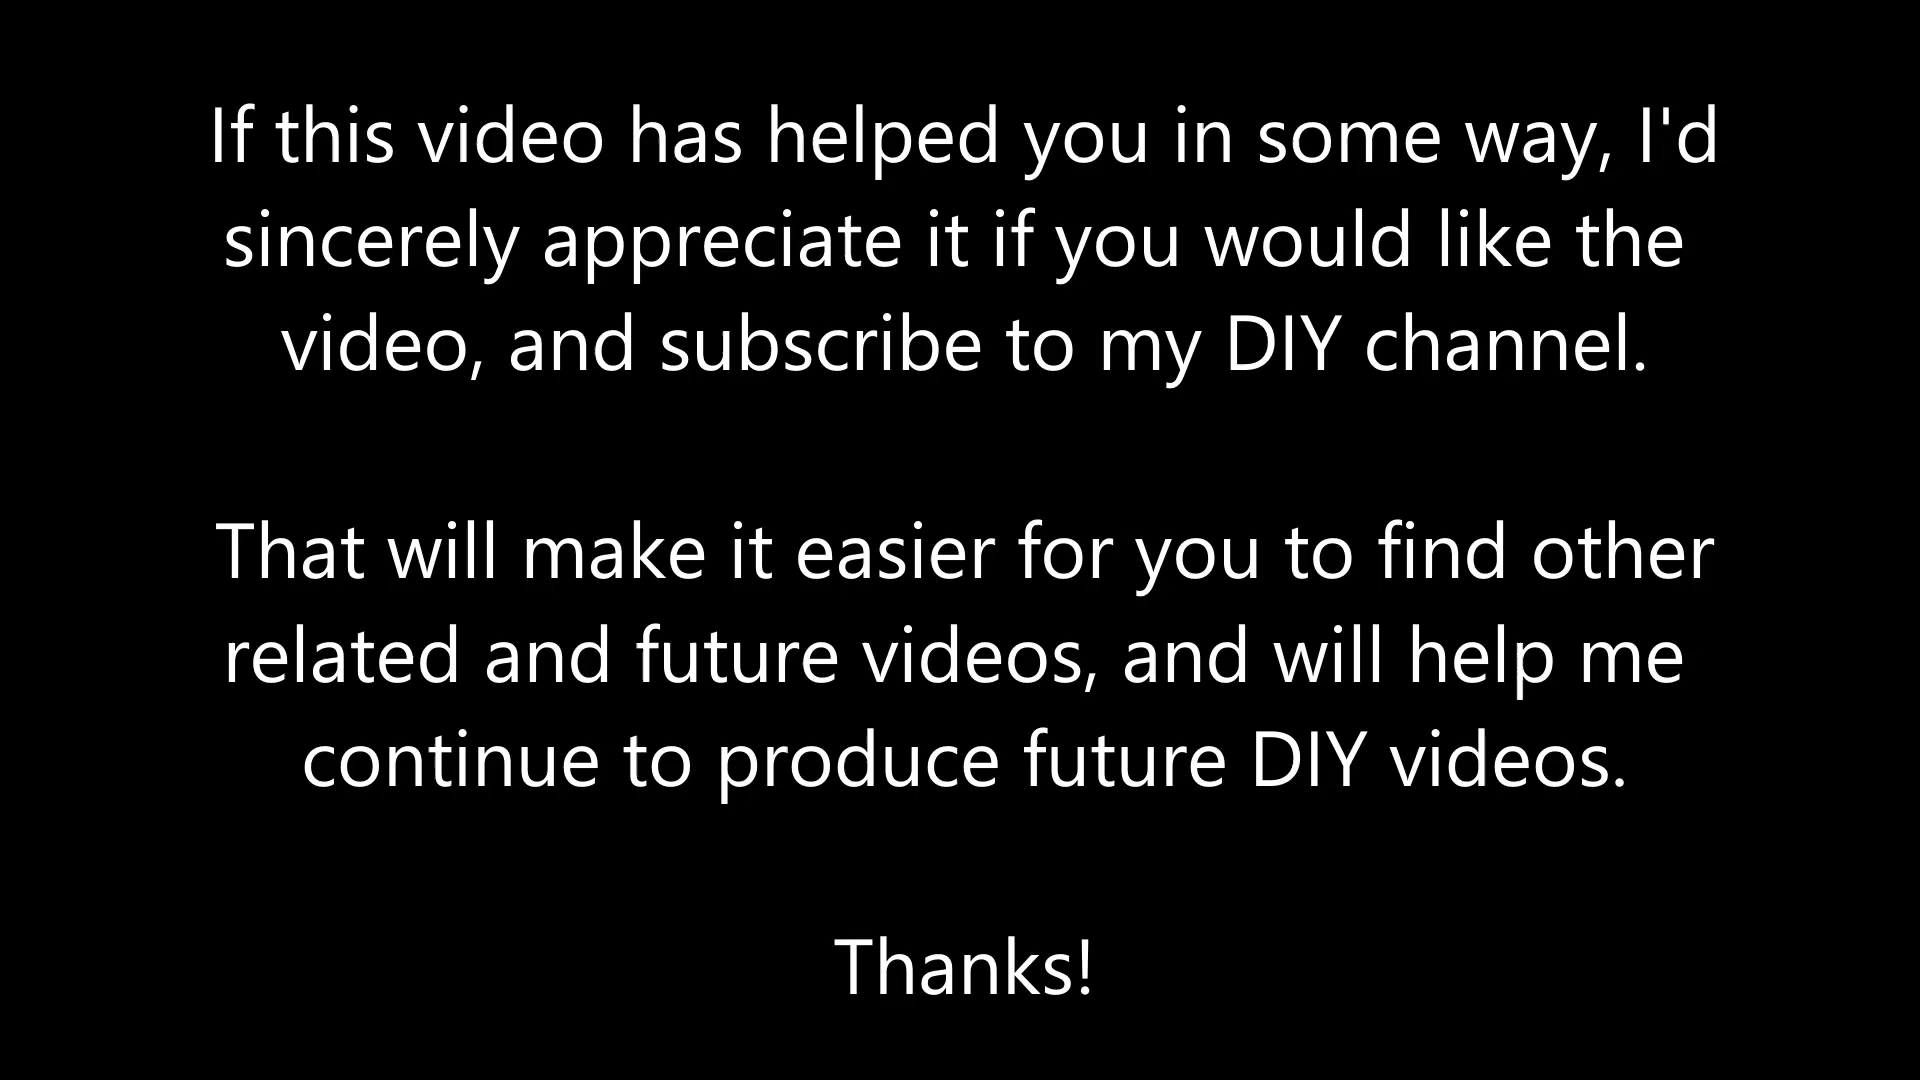 If this video has helped you in some way, I'd
sincerely appreciate it if you would like the
video, and subscribe to my DIY channel.
That will make it easier for you to find other
related and future videos, and will help me
continue to produce future DIY videos.
Thanks!